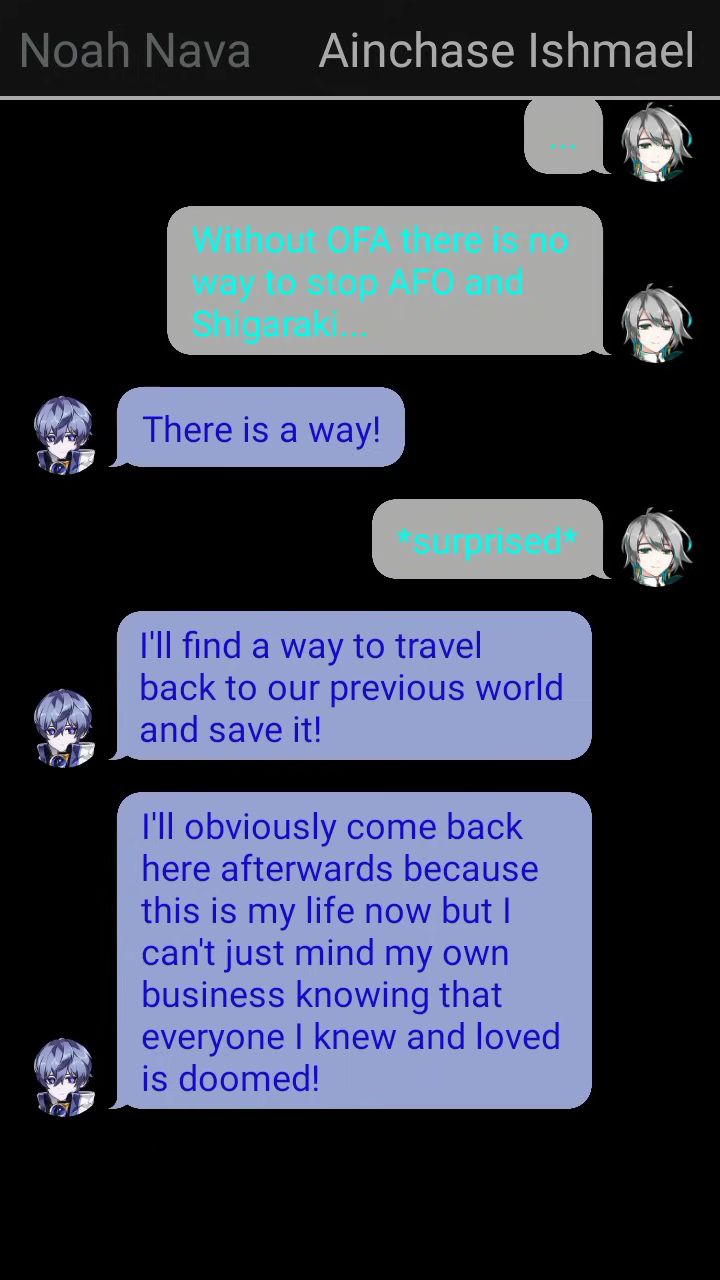 Noah Nava
Ainchase Ishmael
...
Without OFA there is no
way to stop AFO and
Shigaraki...
There is a way!
*surprised*
I'll find a way to travel
back to our previous world
and save it!
I'll obviously come back
here afterwards because
this is my life now but I
can't just mind my own
business knowing that
everyone I knew and loved
is doomed!